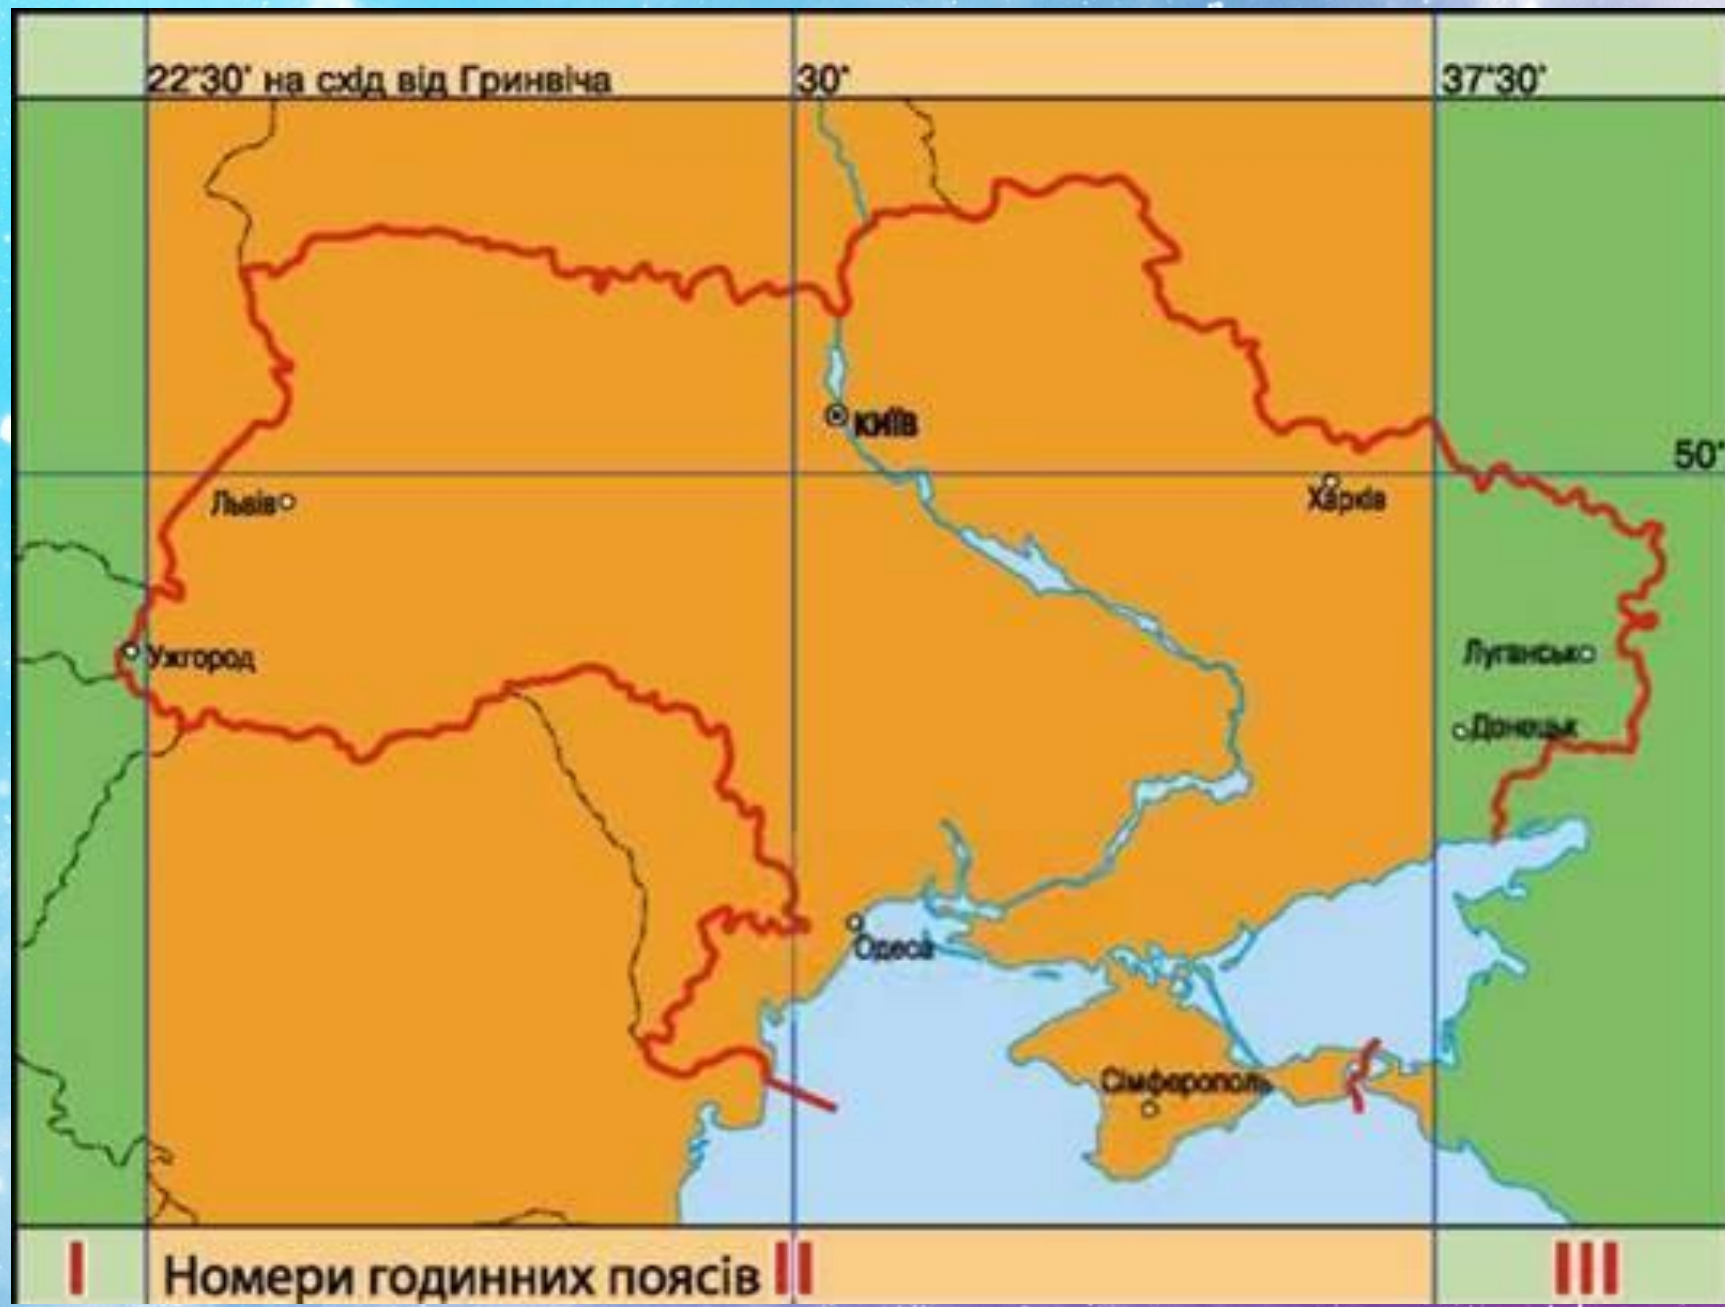 22°30' на схід від Гринвіча
30°
37°30'
КИЇВ
50°
Львів
Харків
Ужгород
Луганськ
Донецьк
Одеса
Сімферополь
I
Номери годинних поясів II
III